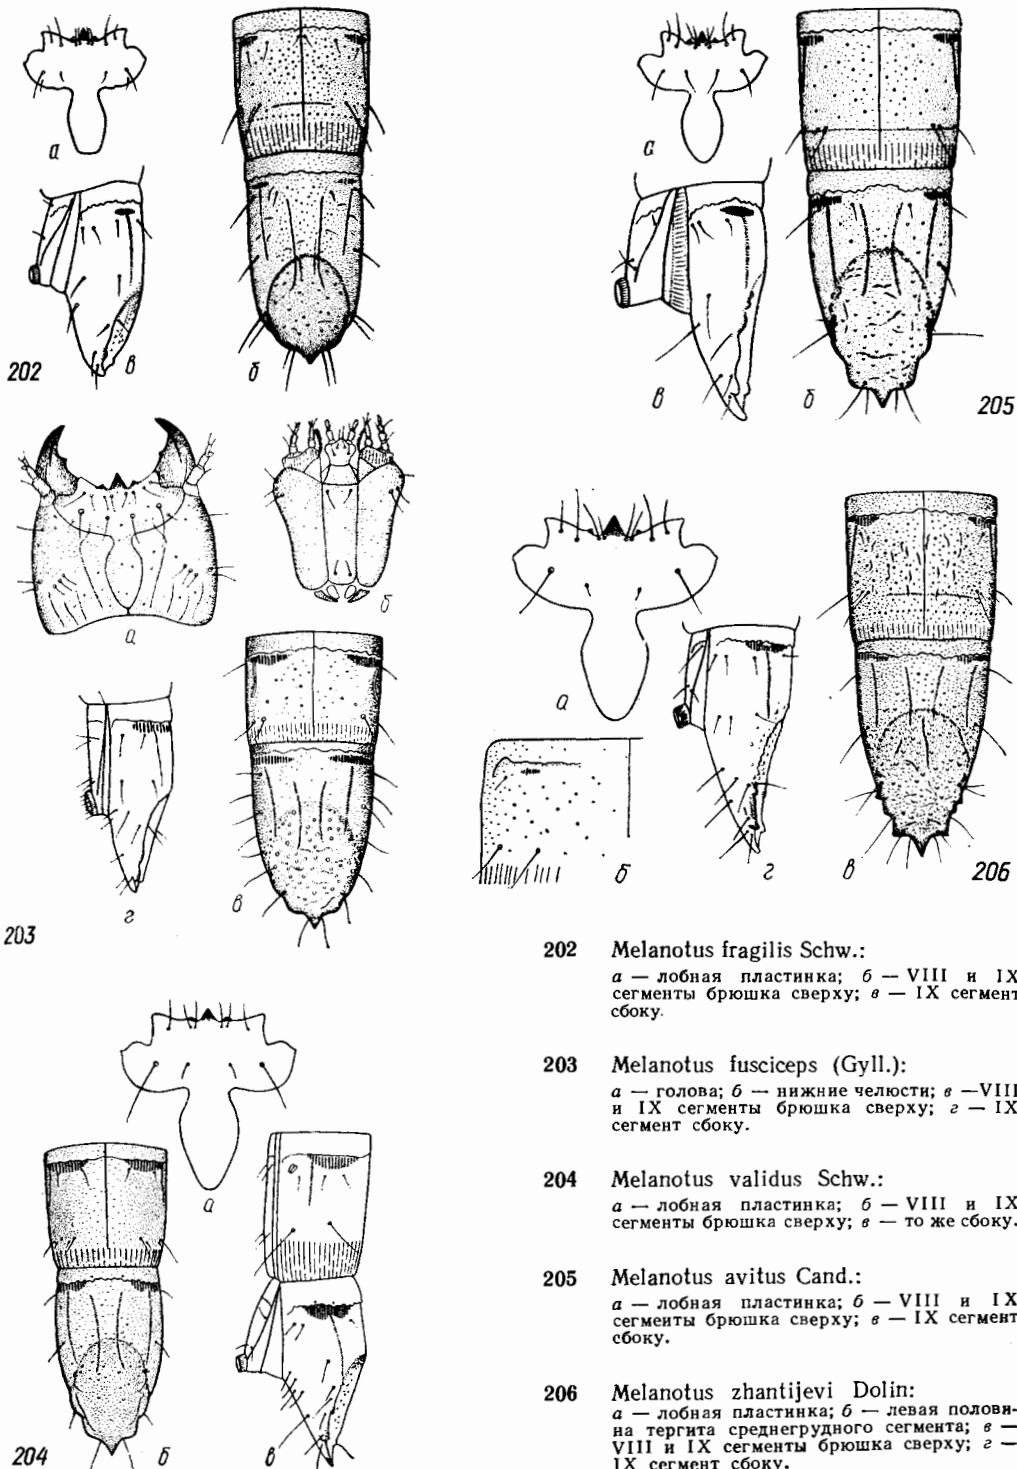 а
а
в
б
202
в
б
205
а
б
а
б
г
в
203
а
б
г
в
206
202 Melanotus fragilis Schw.:
а — лобная пластинка; б — VIII и IX
сегменты брюшка сверху; в — IX сегмент
сбоку.
203 Melanotus fusciceps (Gyll.):
а — голова; б — нижние челюсти; в —VIII
и IX сегменты брюшка сверху; г — IX
сегмент сбоку.
а
204 Melanotus validus Schw.:
а — лобная пластинка; б — VIII и IX
сегменты брюшка сверху; в — то же сбоку.
205 Melanotus avitus Cand.:
а — лобная пластинка; б — VIII и IX
сегменты брюшка сверху; в — IX сегмент
сбоку.
206 Melanotus zhantijevi Dolin:
а — лобная пластинка; б — левая полови-
на тергита среднегрудного сегмента; в —
VIII и IX сегменты брюшка сверху; г —
IX сегмент сбоку.
204
б
в